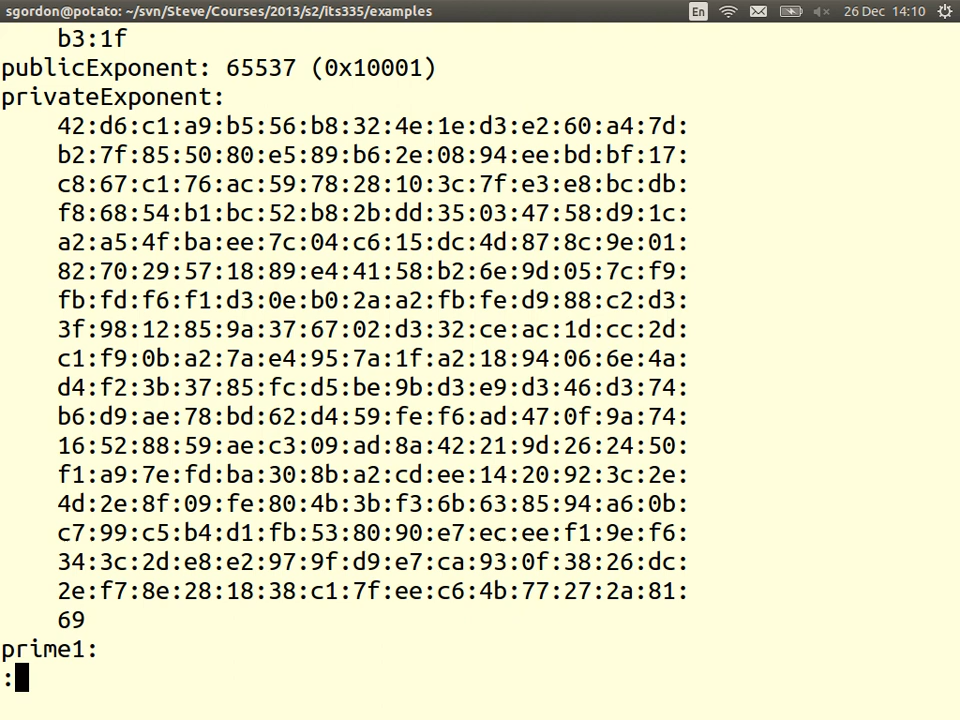 sgordon@potato: ~/svn/Steve/Courses/2013/s2/its335/examples En 26 Dec 14:10
b3:1f
publicExponent: 65537 (0x10001)
privateExponent:
42:d6:c1:a9:b5:56:b8:32:4e:1e:d3:e2:60:a4:7d:
b2:7f:85:50:80:e5:89:b6:2e:08:94:ee:bd:bf:17:
c8:67:c1:76:ac:59:78:28:10:3c:7f:e3:e8:bc:db:
f8:68:54:b1:bc:52:b8:2b:dd:35:03:47:58:d9:1c:
a2:a5:4f:ba:ee:7c:04:c6:15:dc:4d:87:8c:9e:01:
82:70:29:57:18:89:e4:41:58:b2:6e:9d:05:7c:f9:
fb:fd:f6:f1:d3:0e:b0:2a:a2:fb:fe:d9:88:c2:d3:
3f:98:12:85:9a:37:67:02:d3:32:ce:ac:1d:cc:2d:
c1:f9:0b:a2:7a:e4:95:7a:1f:a2:18:94:06:6e:4a:
d4:f2:3b:37:85:fc:d5:be:9b:d3:e9:d3:46:d3:74:
b6:d9:ae:78:bd:62:d4:59:fe:f6:ad:47:0f:9a:74:
16:52:88:59:ae:c3:09:ad:8a:42:21:9d:26:24:50:
f1:a9:7e:fd:ba:30:8b:a2:cd:ee:14:20:92:3c:2e:
4d:2e:8f:09:fe:80:4b:3b:f3:6b:63:85:94:a6:0b:
c7:99:c5:b4:d1:fb:53:80:90:e7:ec:ee:f1:9e:f6:
34:3c:2d:e8:e2:97:9f:d9:e7:ca:93:0f:38:26:dc:
2e:f7:8e:28:18:38:c1:7f:ee:c6:4b:77:27:2a:81:
69
prime1:
: